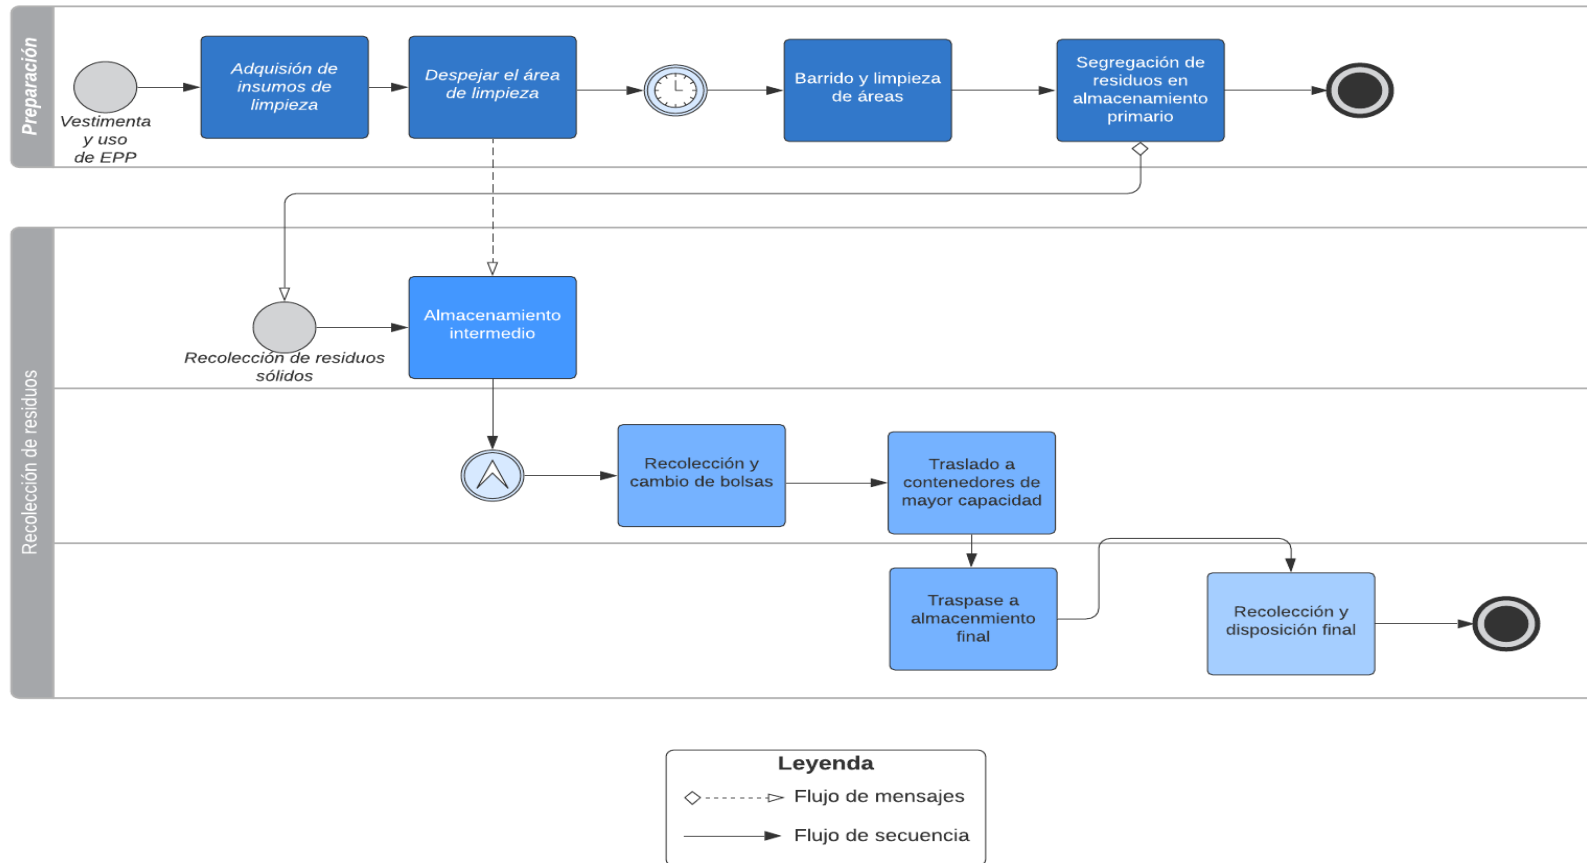 Preparación
Vestimenta
y uso
de EPP
Adquisión de
insumos de
limpieza
Despejar el área
de limpieza
Barrido y limpieza
de áreas
Segregación de
residuos en
almacenamiento
primario
Recolección de residuos
Recolección de residuos
sólidos
Almacenamiento
intermedio
Recolección y
cambio de bolsas
Traslado a
contenedores de
mayor capacidad
Traspase a
almacenmiento
final
Recolección y
disposición final
Leyenda
Flujo de mensajes
Flujo de secuencia